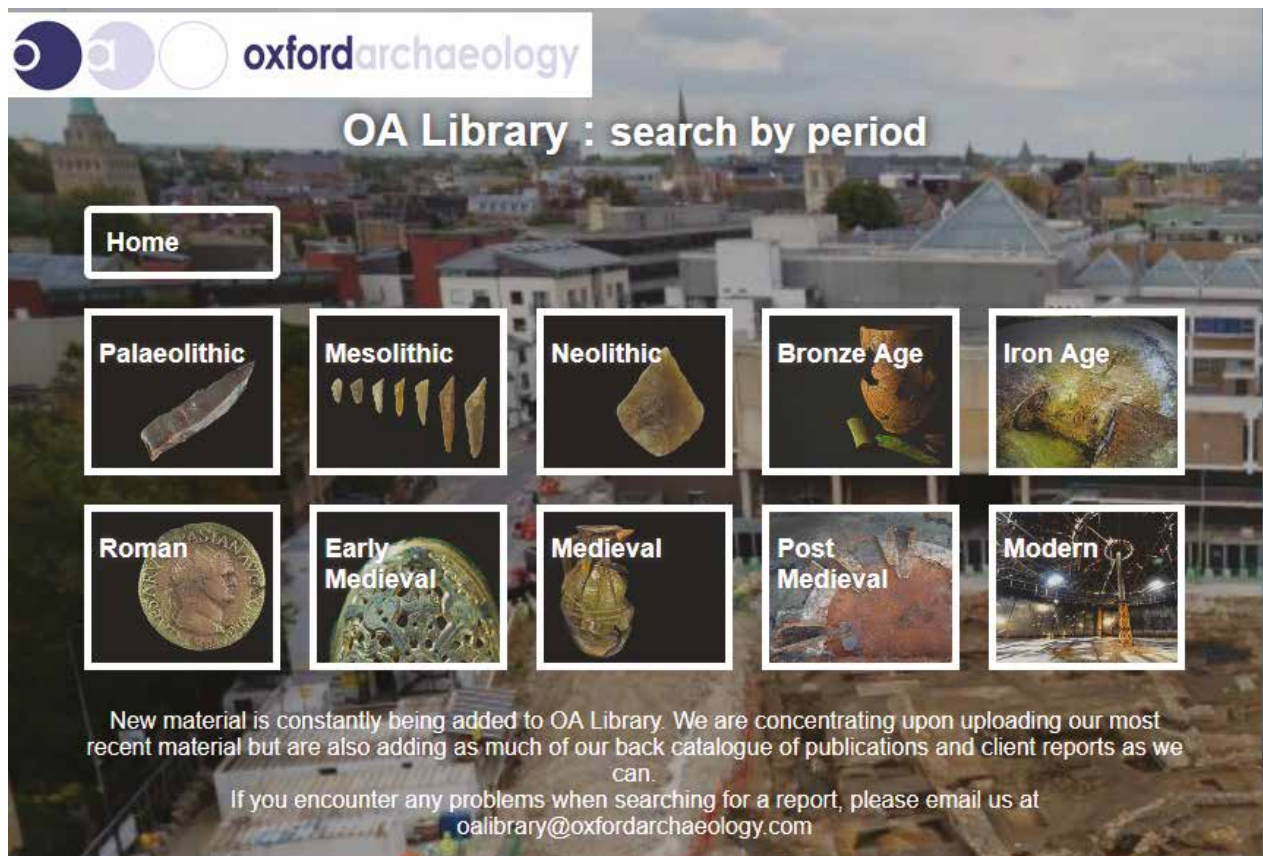 oa oxfordarchaeology
OA Library : search by period
Home
Palaeolithic
Mesolithic
Neolithic
Bronze Age
Iron Age
Roman
Early
Medieval
Medieval
Post
Medieval
Modern
New material is constantly being added to OA Library. We are concentrating upon uploading our most
recent material but are also adding as much of our back catalogue of publications and client reports as we
can.
If you encounter any problems when searching for a report, please email us at
oalibrary@oxfordarchaeology.com